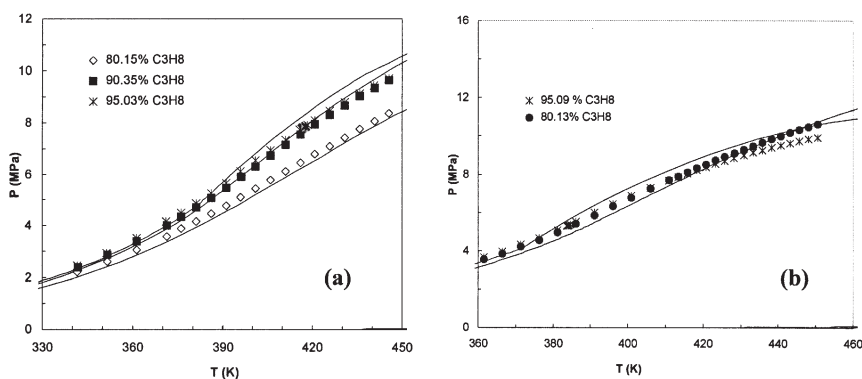 12
10
8
6
4
2
0
P (MPa)
80.15% C3H8
90.35% C3H8
95.03% C3H8
(a)
330 360 390 420 450
T (K)
16
12
8
4
0
P (MPa)
95.09 % C3H8
80.13% C3H8
(b)
360 380 400 420 440 460
T (K)